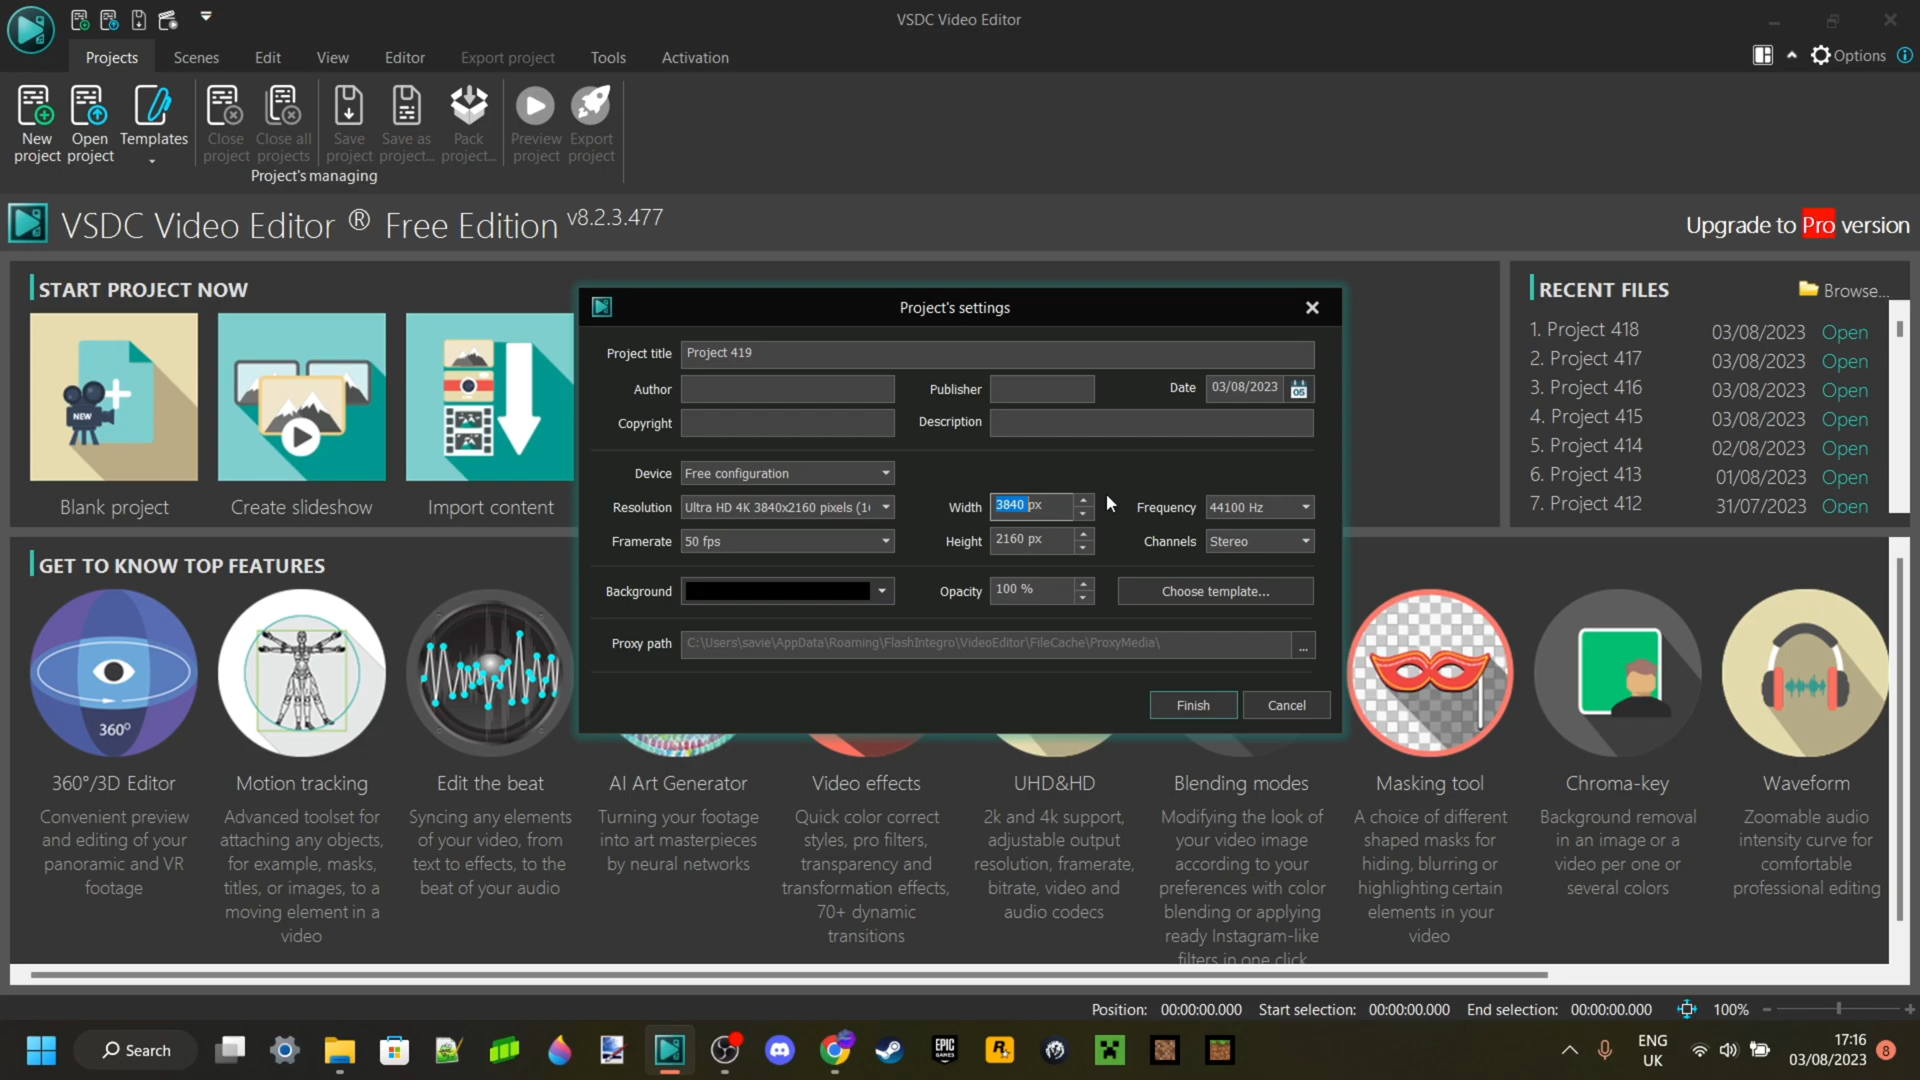 VSDC Video Editor
Projects Scenes Edit View Editor Export project Tools Activation
Options
New project
Open project
Templates
Close project
Close all projects
Save project
Save as project...
Pack project...
Preview project
Export project
Project's managing
VSDC Video Editor ® Free Edition v8.2.3.477
Upgrade to Pro version
START PROJECT NOW
Blank project
NEW
Create slideshow
Import content
RECENT FILES
Browse...
1. Project 418 03/08/2023 Open
2. Project 417 03/08/2023 Open
3. Project 416 03/08/2023 Open
4. Project 415 03/08/2023 Open
5. Project 414 02/08/2023 Open
6. Project 413 01/08/2023 Open
7. Project 412 31/07/2023 Open
Project's settings
Project title Project 419
Author Publisher Date 03/08/2023
05
Copyright Description
Device Free configuration
Resolution Ultra HD 4K 3840x2160 pixels (1 Width 3840 px Frequency 44100 Hz
Framerate 50 fps Height 2160 px Channels Stereo
Background Opacity 100 % Choose template...
Proxy path C:\Users\savie\AppData\Roaming\FlashIntegro\VideoEditor\FileCache\ProxyMedia\ ...
Finish Cancel
GET TO KNOW TOP FEATURES
360°
360°/3D Editor
Convenient preview
and editing of your
panoramic and VR
footage
Motion tracking
Advanced toolset for
attaching any objects,
for example, masks,
titles, or images, to a
moving element in a
video
Edit the beat
Syncing any elements
of your video, from
text to effects, to the
beat of your audio
AI Art Generator
Turning your footage
into art masterpieces
by neural networks
Video effects
Quick color correct
styles, pro filters,
transparency and
transformation effects,
70+ dynamic
transitions
UHD&HD
2k and 4k support,
adjustable output
resolution, framerate,
bitrate, video and
audio codecs
Blending modes
Modifying the look of
your video image
according to your
preferences with color
blending or applying
ready Instagram-like
filters in one click
Masking tool
A choice of different
shaped masks for
hiding, blurring or
highlighting certain
elements in your
video
Chroma-key
Background removal
in an image or a
video per one or
several colors
Waveform
Zoomable audio
intensity curve for
comfortable
professional editing
Position: 00:00:00.000 Start selection: 00:00:00.000 End selection: 00:00:00.000 100%
Search
EPIC
GAMES
R
ENG
UK
17:16
03/08/2023
8